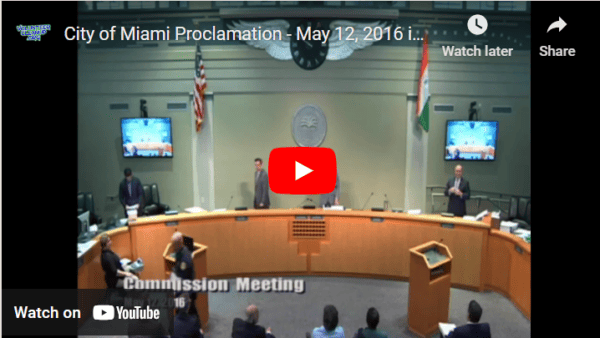 City of Miami Proclamation - May 12, 2016 i...
Watch later
Share
Commission Meeting
Watch on YouTube